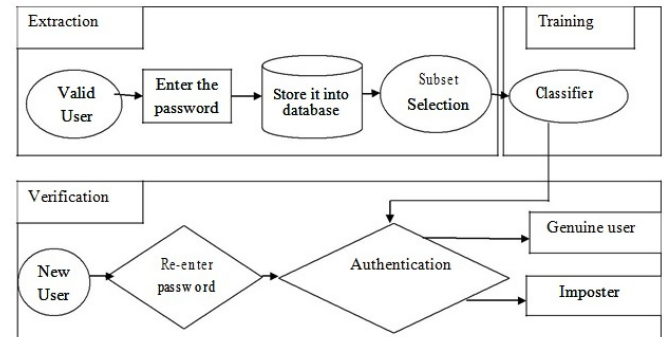 Extraction
Training
Valid
User
Enter the
password
Store it into
database
Subset
Selection
Classifier
Verification
New
User
Re-enter
password
Authentication
Genuine user
Imposter